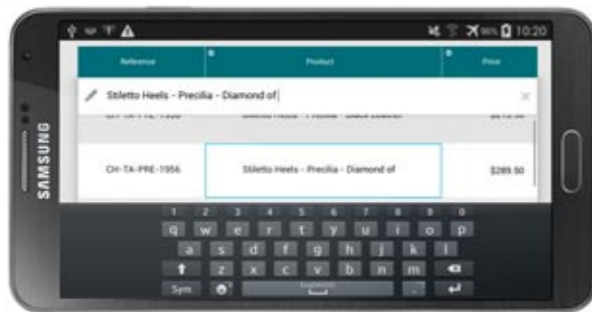 10:20
Reference Product Price
Stiletto Heels - Precilia - Diamond of
CH-TA-PRE-1956 Stiletto Heels - Precilia - Diamond of $289.50
SAMSUNG
1 2 3 4 5 6 7 8 9 0
q w e r t y u i o p
a s d f g h j k l
z x c v b n m
Sym